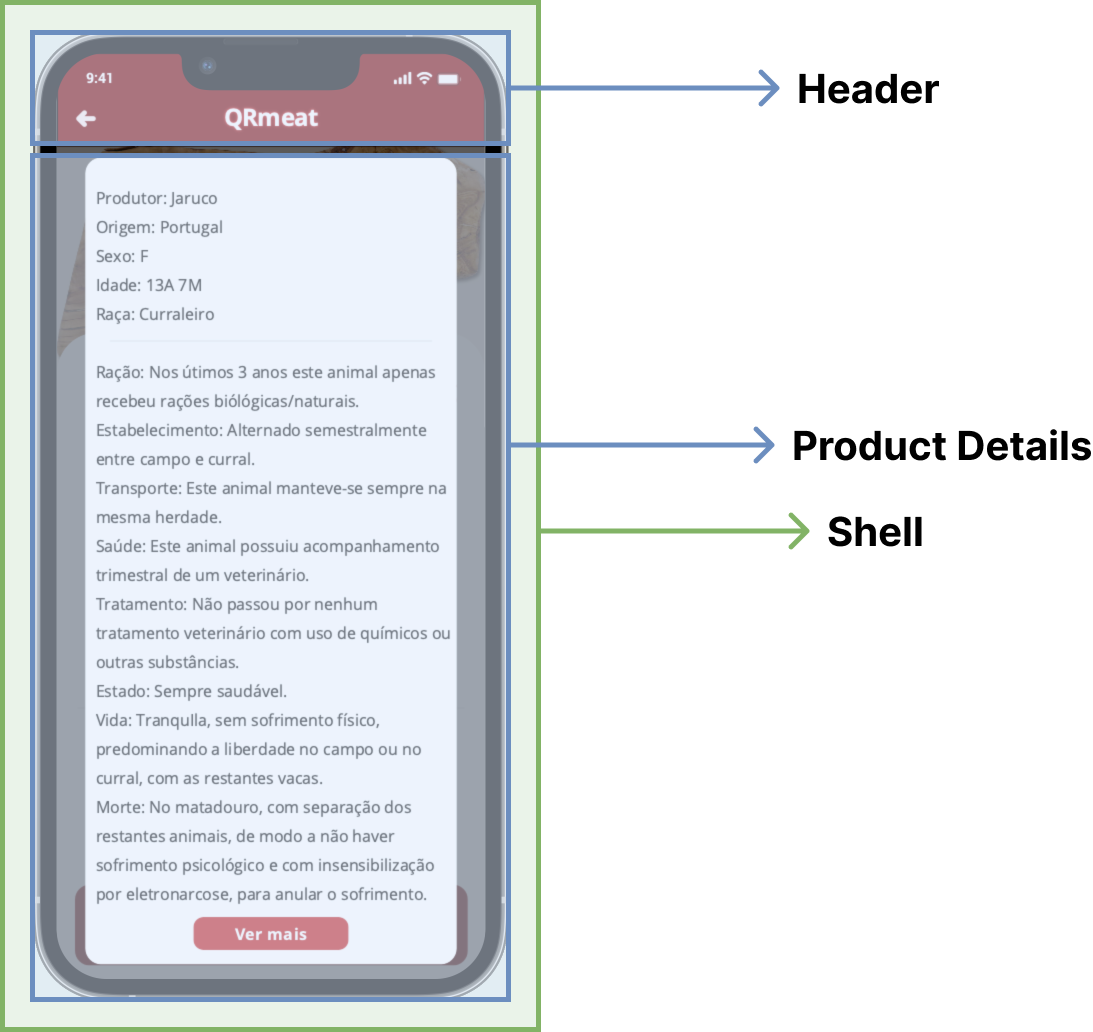 9:41
QRmeat
Header
Produtor: Jaruco
Origem: Portugal
Sexo: F
Idade: 13A 7M
Raça: Curraleiro
Ração: Nos útimos 3 anos este animal apenas
recebeu rações biólógicas/naturais.
Estabelecimento: Alternado semestralmente
entre campo e curral.
Transporte: Este animal manteve-se sempre na
mesma herdade.
Saúde: Este animal possuiu acompanhamento
trimestral de um veterinário.
Tratamento: Não passou por nenhum
tratamento veterinário com uso de químicos ou
outras substâncias.
Estado: Sempre saudável.
Vida: TranquIla, sem sofrimento físico,
predominando a liberdade no campo ou no
curral, com as restantes vacas.
Morte: No matadouro, com separação dos
restantes animais, de modo a não haver
sofrimento psicológico e com insensibilização
por eletronarcose, para anular o sofrimento.
Ver mais
Product Details
Shell